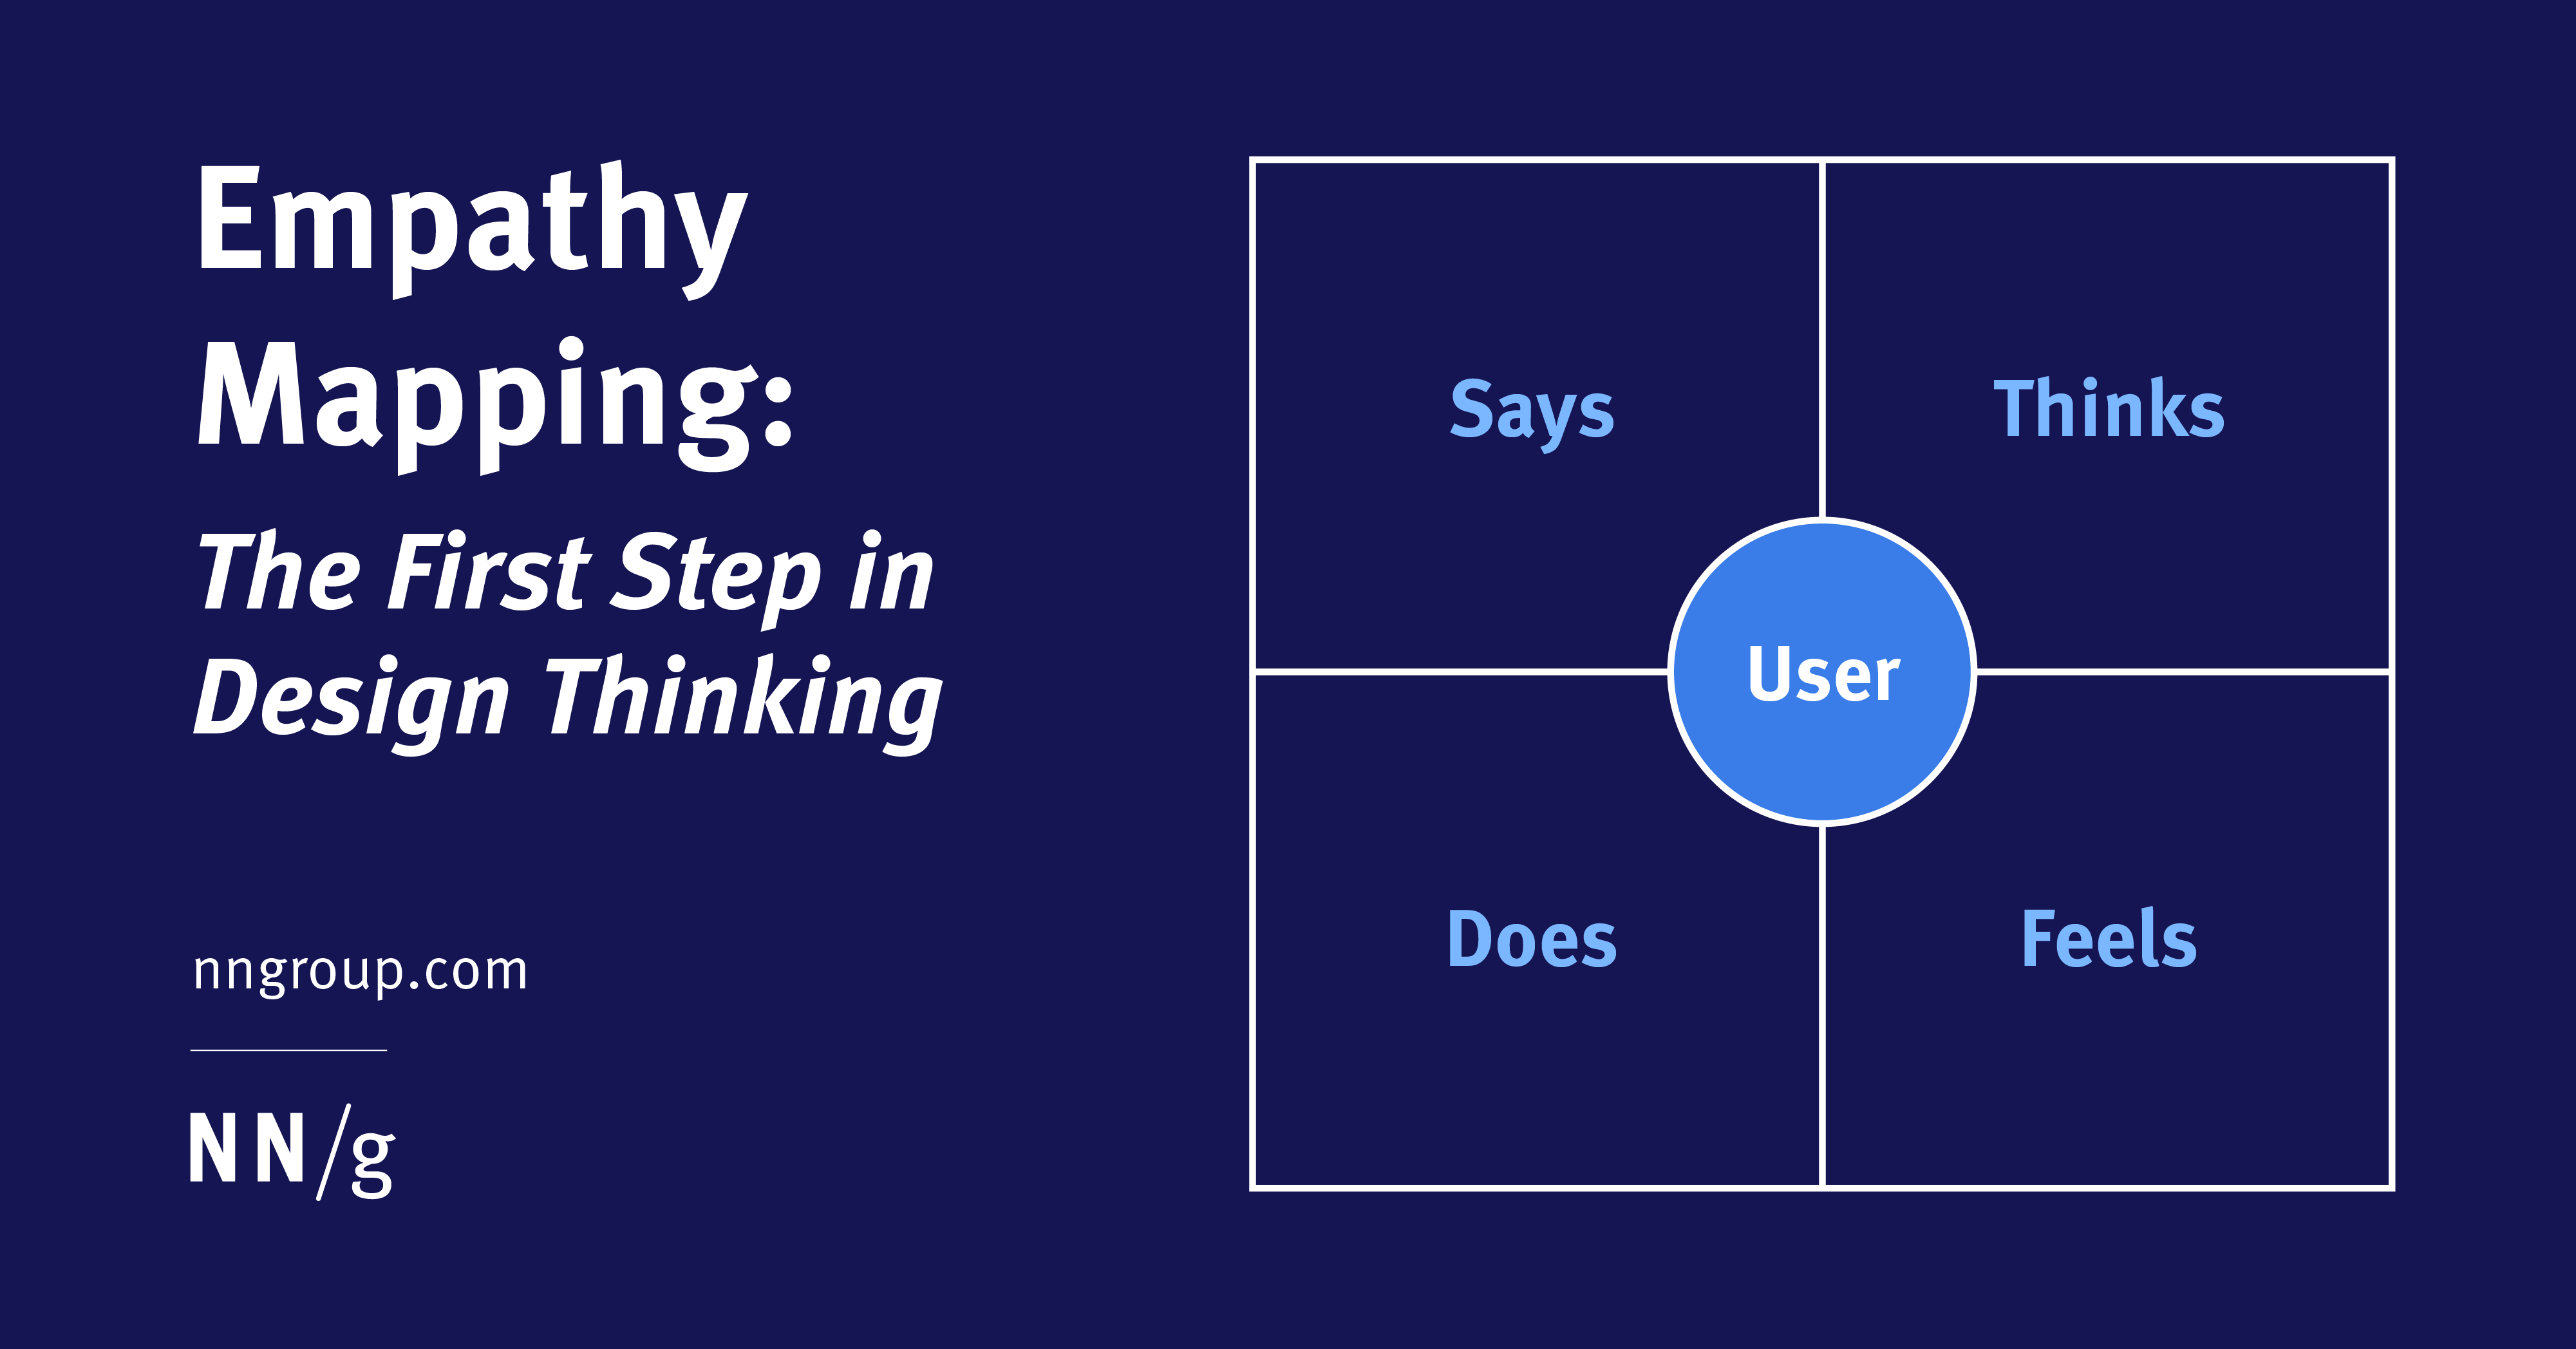 Empathy
Mapping:
The First Step in
Design Thinking
nngroup.com
NN/g
Says
Thinks
User
Does
Feels